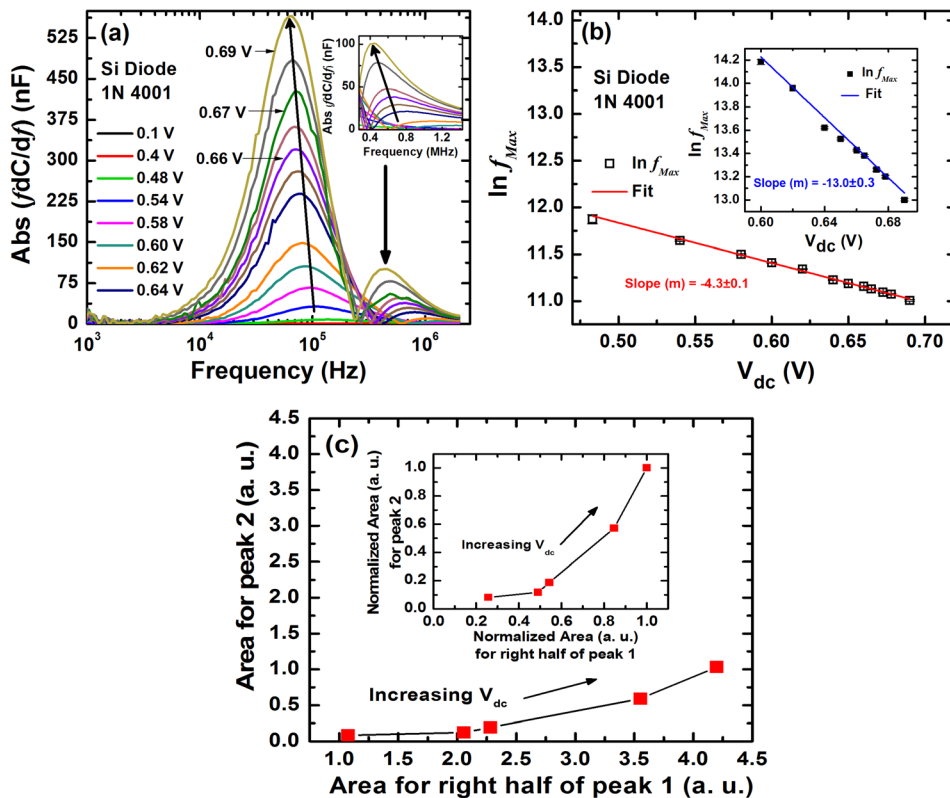 (a)
Si Diode
1N 4001
0.1 V
0.4 V
0.48 V
0.54 V
0.58 V
0.60 V
0.62 V
0.64 V
0.69 V
0.67 V
0.66 V
Abs (fdC/df) (nF)
525
450
375
300
225
150
75
0
10³
10⁴
10⁵
10⁶
Frequency (Hz)
Abs (fdC/df) (nF)
100
50
0
0.4
0.8
1.2
Frequency (MHz)
(b)
Si Diode
1N 4001
ln f Max
Fit
Slope (m) = -4.3±0.1
ln f Max
14.0
13.5
13.0
12.5
12.0
11.5
11.0
0.50
0.55
0.60
0.65
0.70
Vdc (V)
ln f Max
14.2
14.0
13.8
13.6
13.4
13.2
13.0
ln f Max
Fit
Slope (m) = -13.0±0.3
0.60
0.62
0.64
0.66
0.68
Vdc (V)
(c)
Area for peak 2 (a. u.)
4.5
4.0
3.5
3.0
2.5
2.0
1.5
1.0
0.5
0.0
Increasing Vdc
1.0
1.5
2.0
2.5
3.0
3.5
4.0
4.5
Area for right half of peak 1 (a. u.)
Normalized Area (a. u.)
for peak 2
1.0
0.8
0.6
0.4
0.2
0.0
Increasing Vdc
0.0
0.2
0.4
0.6
0.8
1.0
Normalized Area (a. u.)
for right half of peak 1